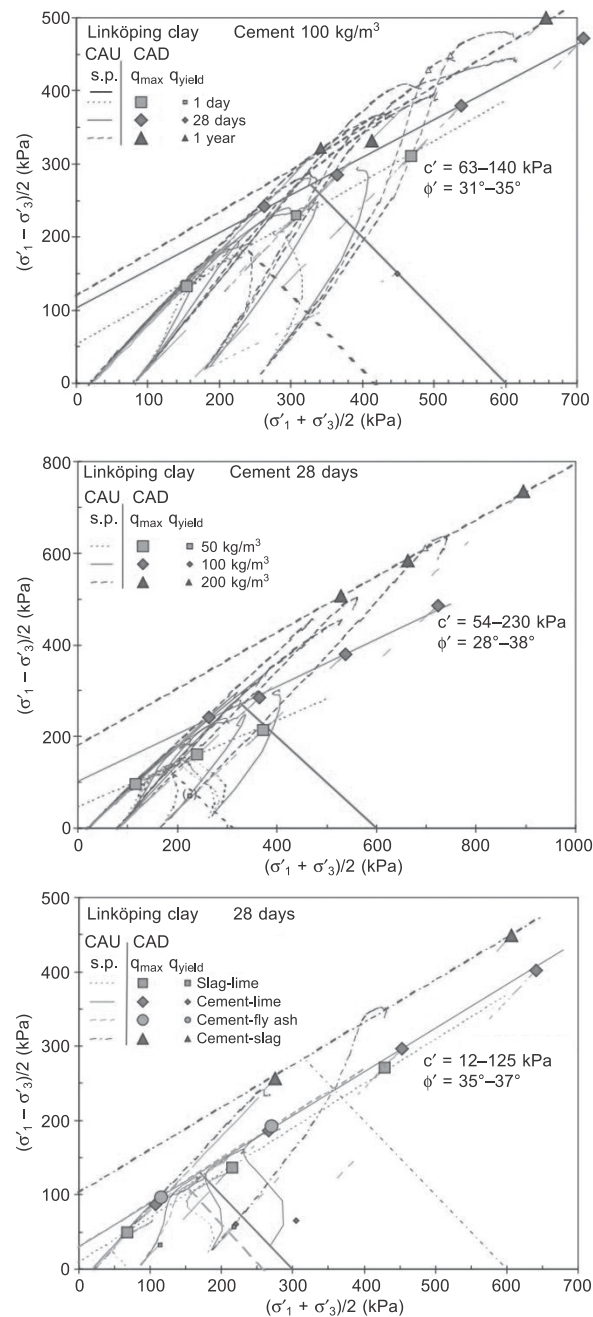 Linköping clay Cement 100 kg/m³
CAU CAD
s.p. q_max q_yield
1 day
28 days
1 year
c′ = 63–140 kPa
ϕ′ = 31°–35°
500
400
300
200
100
0
(σ′₁ – σ′₃)/2 (kPa)
0 100 200 300 400 500 600 700
(σ′₁ + σ′₃)/2 (kPa)
Linköping clay Cement 28 days
CAU CAD
s.p. q_max q_yield
50 kg/m³
100 kg/m³
200 kg/m³
c′ = 54–230 kPa
ϕ′ = 28°–38°
800
600
400
200
0
(σ′₁ – σ′₃)/2 (kPa)
0 200 400 600 800 1000
(σ′₁ + σ′₃)/2 (kPa)
Linköping clay 28 days
CAU CAD
s.p. q_max q_yield
Slag-lime
Cement-lime
Cement-fly ash
Cement-slag
c′ = 12–125 kPa
ϕ′ = 35°–37°
500
400
300
200
100
0
(σ′₁ – σ′₃)/2 (kPa)
0 100 200 300 400 500 600 700
(σ′₁ + σ′₃)/2 (kPa)